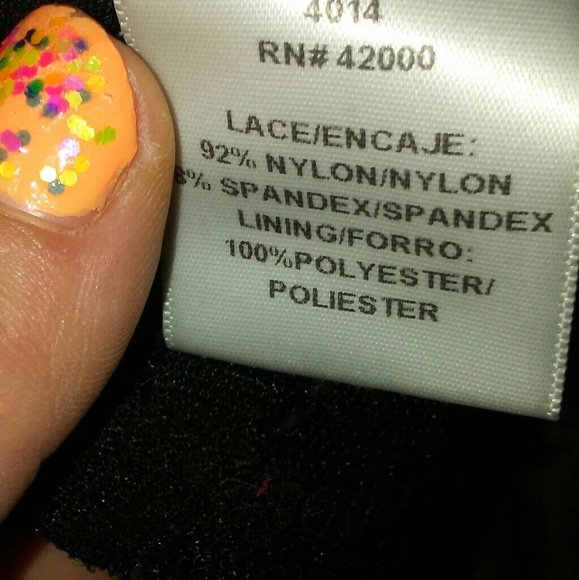 4014
RN# 42000
LACE/ENCAJE:
92% NYLON/NYLON
8% SPANDEX/SPANDEX
LINING/FORRO:
100%POLYESTER/
POLIESTER